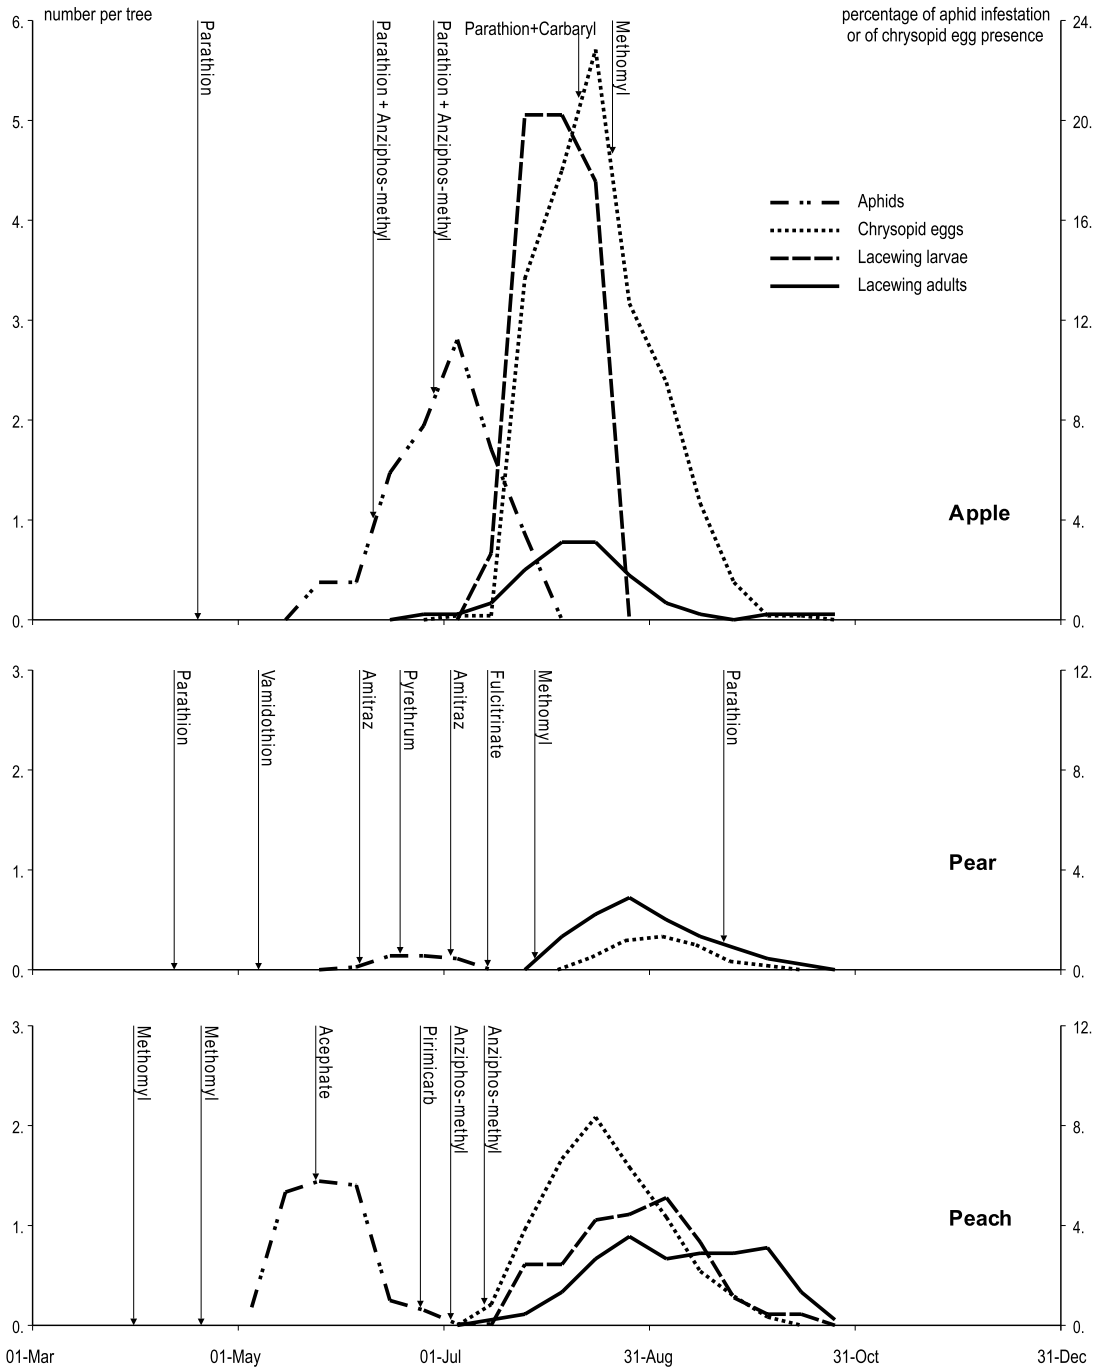 number per tree
percentage of aphid infestation
or of chrysopid egg presence
6.
5.
4.
3.
2.
1.
0.
24.
20.
16.
12.
8.
4.
0.
Parathion
Parathion + Anziphos-methyl
Parathion + Anziphos-methyl
Parathion+Carbaryl
Methomyl
Aphids
Chrysopid eggs
Lacewing larvae
Lacewing adults
Apple
3.
2.
1.
0.
12.
8.
4.
0.
Parathion
Vamidothion
Amitraz
Pyrethrum
Amitraz
Fulcitrinate
Methomyl
Parathion
Pear
3.
2.
1.
0.
12.
8.
4.
0.
Methomyl
Methomyl
Acephate
Pirimicarb
Anziphos-methyl
Anziphos-methyl
Peach
01-Mar
01-May
01-Jul
31-Aug
31-Oct
31-Dec